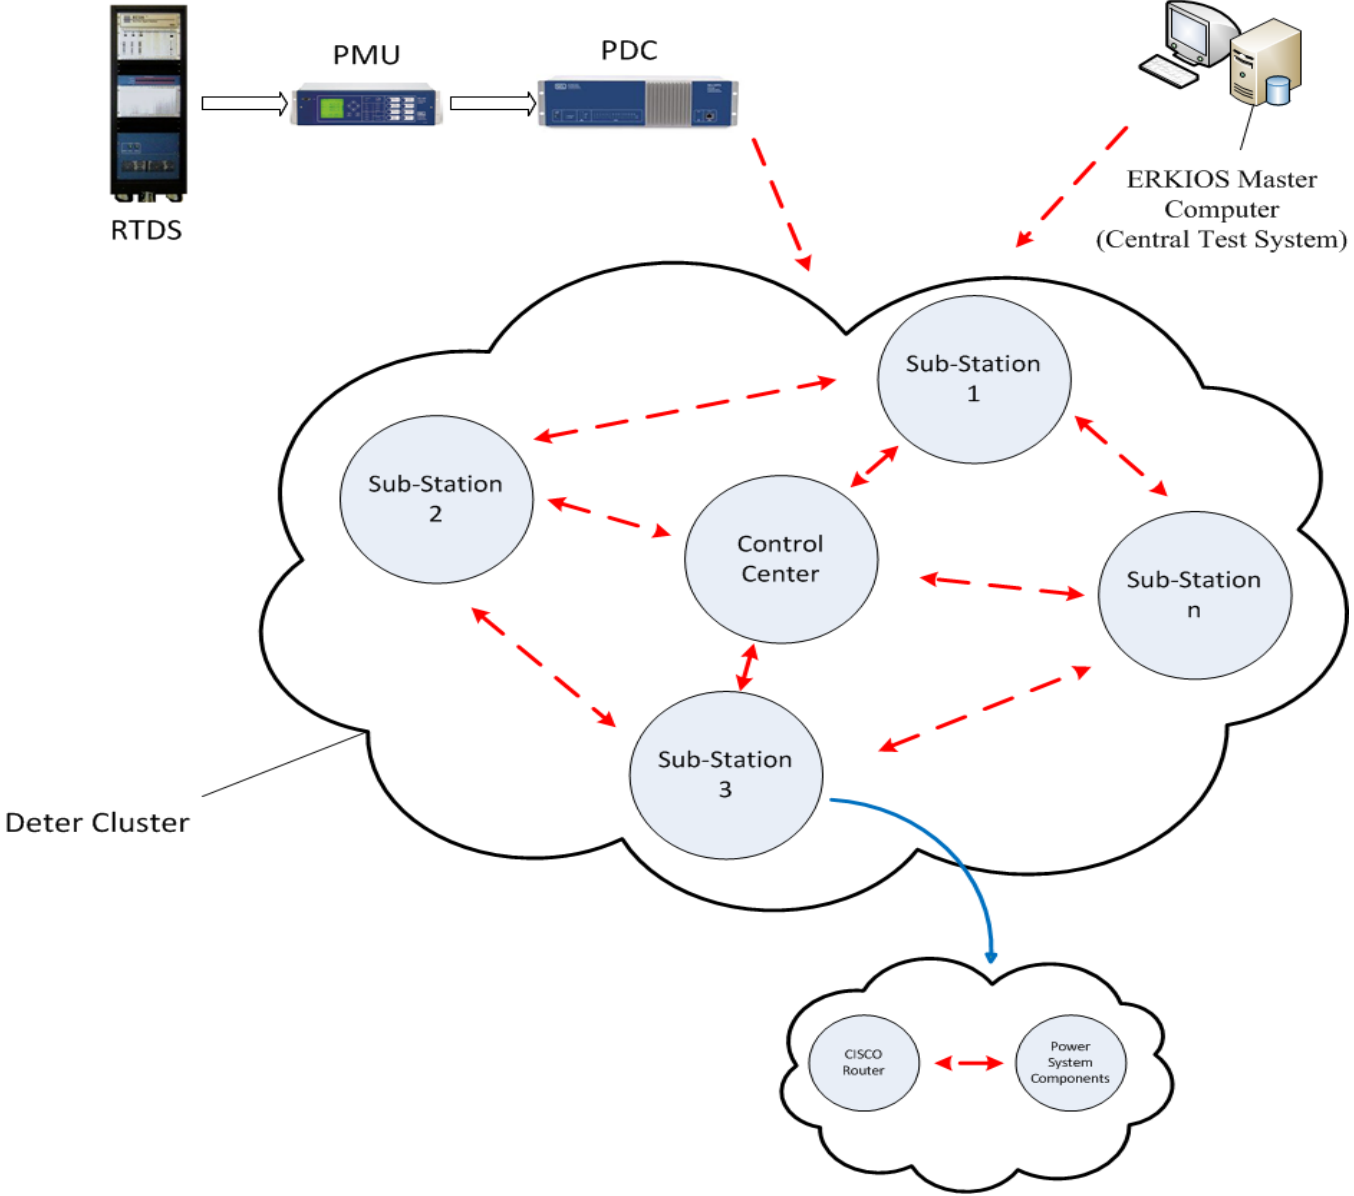 PMU
PDC
RTDS
ERKIOS Master
Computer
(Central Test System)
Sub-Station
1
Sub-Station
2
Control
Center
Sub-Station
n
Sub-Station
3
Deter Cluster
CISCO
Router
Power
System
Components